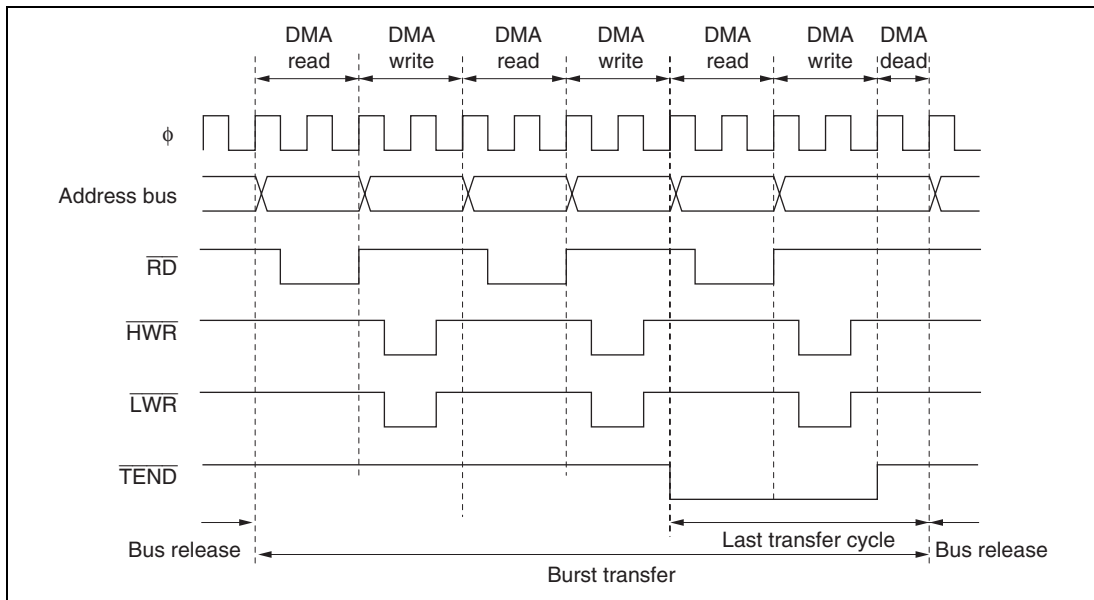 DMA read
DMA write
DMA read
DMA write
DMA read
DMA write
DMA dead
ϕ
Address bus
RD
HWR
LWR
TEND
Bus release
Last transfer cycle
Bus release
Burst transfer